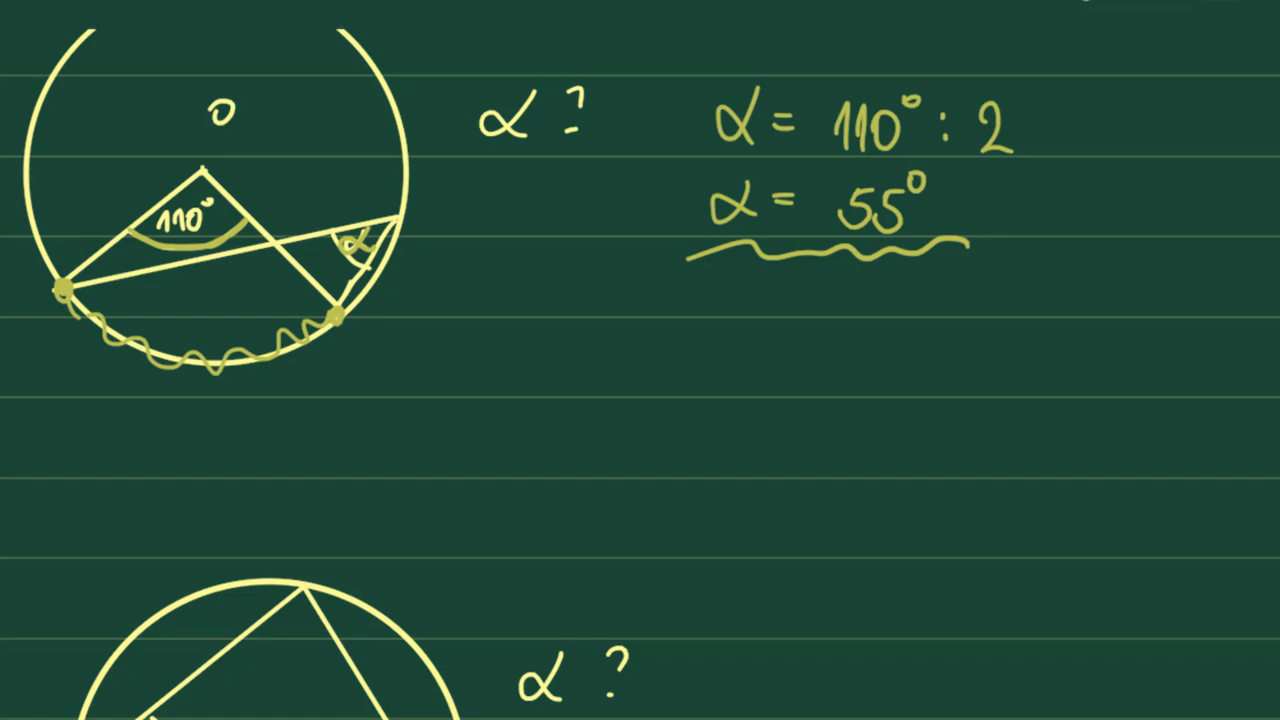 O
110°
α
α ?
α = 110° : 2
α = 55°
α ?